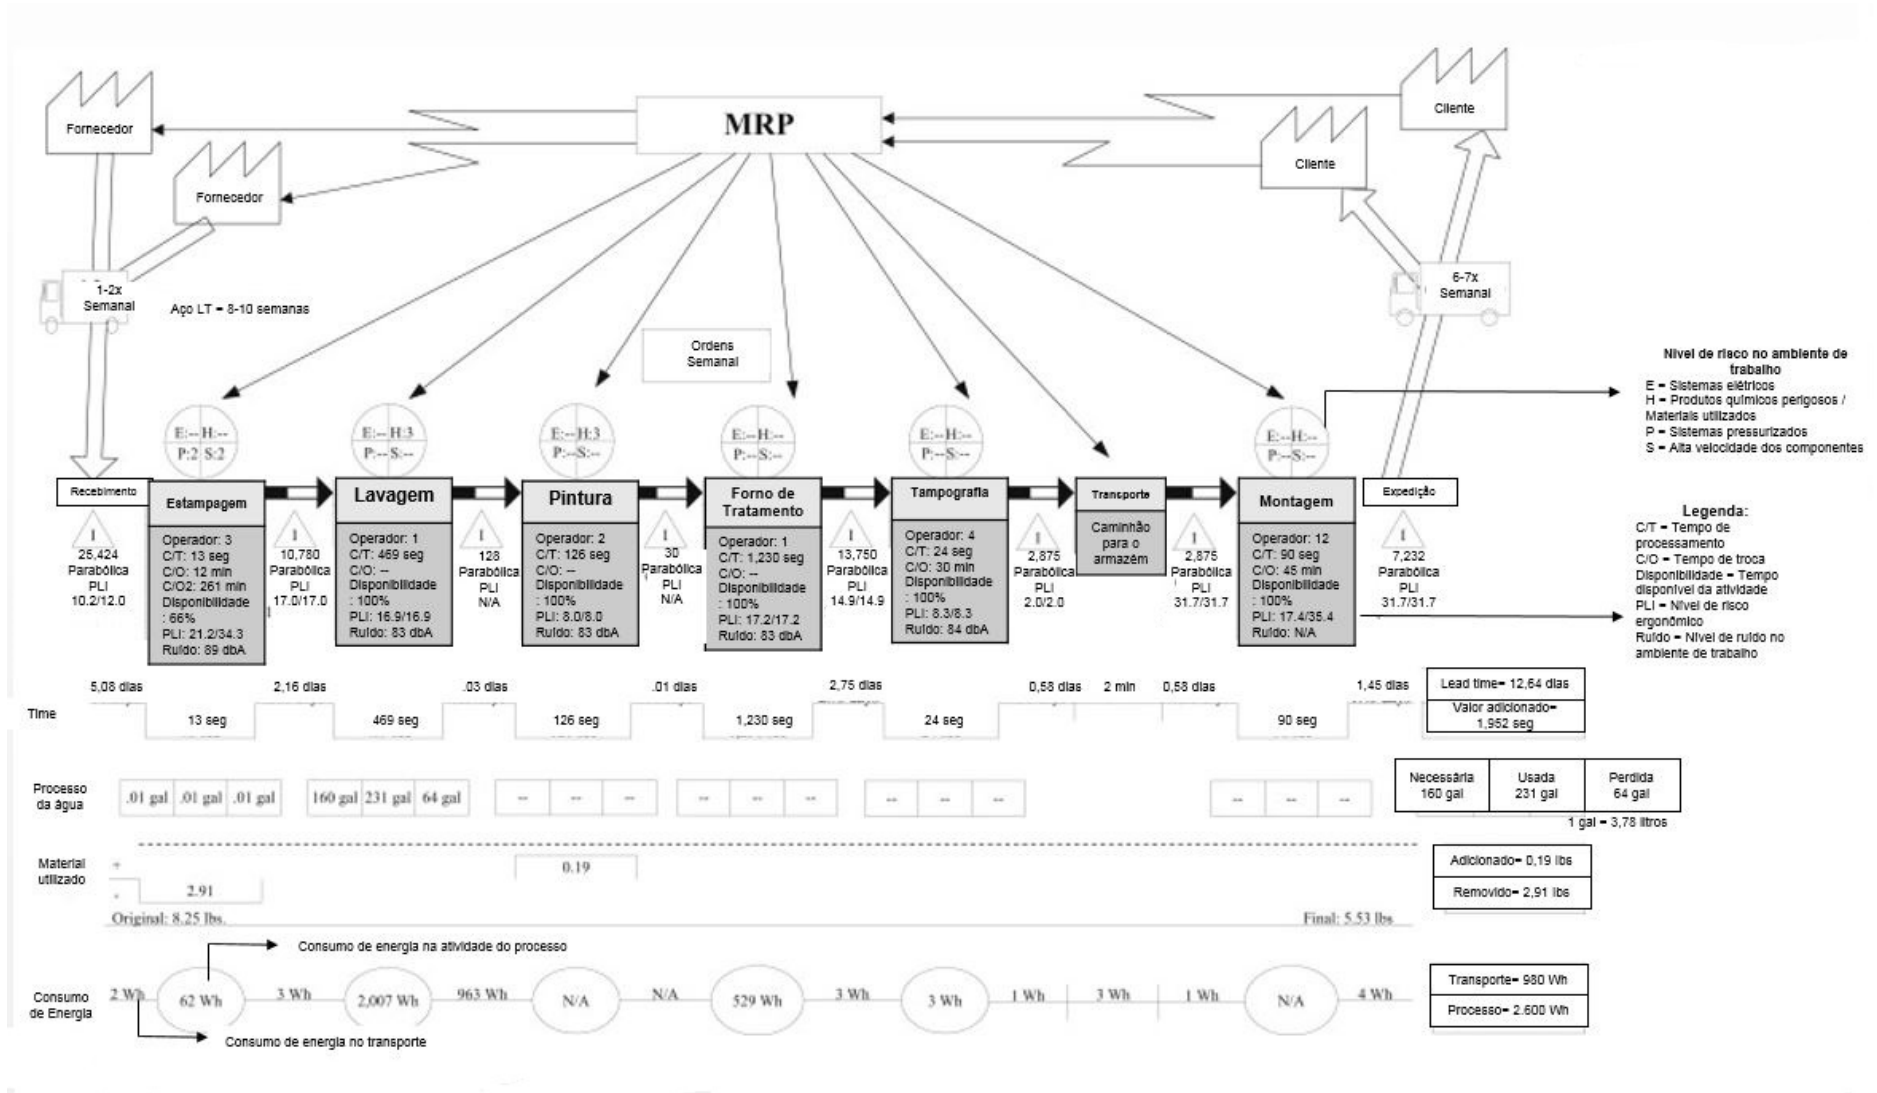 Fornecedor
Fornecedor
MRP
Cliente
Cliente
1-2x
Semanal
Aço LT = 8-10 semanas
Ordens
Semanal
6-7x
Semanal
Nível de risco no ambiente de
trabalho
E = Sistemas elétricos
H = Produtos químicos perigosos /
Materiais utilizados
P = Sistemas pressurizados
S = Alta velocidade dos componentes
E:-- H:--
P:2 S:2
E:-- H:3
P:-- S:--
E:-- H:3
P:-- S:--
E:-- H:--
P:-- S:--
E:-- H:--
P:-- S:--
E:-- H:--
P:-- S:--
Recebimento
I
25,424
Parabólica
PLI
10.2/12.0
Estampagem
Operador: 3
C/T: 13 seg
C/O: 12 min
C/O2: 261 min
Disponibilidade
: 66%
PLI: 21.2/34.3
Ruído: 89 dbA
I
10,780
Parabólica
PLI
17.0/17.0
Lavagem
Operador: 1
C/T: 469 seg
C/O: --
Disponibilidade
: 100%
PLI: 16.9/16.9
Ruído: 83 dbA
I
128
Parabólica
PLI
N/A
Pintura
Operador: 2
C/T: 126 seg
C/O: --
Disponibilidade
: 100%
PLI: 8.0/8.0
Ruído: 83 dbA
I
30
Parabólica
PLI
N/A
Forno de
Tratamento
Operador: 1
C/T: 1,230 seg
C/O: --
Disponibilidade
: 100%
PLI: 17.2/17.2
Ruído: 83 dbA
I
13,750
Parabólica
PLI
14.9/14.9
Tampografia
Operador: 4
C/T: 24 seg
C/O: 30 min
Disponibilidade
: 100%
PLI: 8.3/8.3
Ruído: 84 dbA
I
2,875
Parabólica
PLI
2.0/2.0
Transporte
Caminhão
para o
armazém
I
2,875
Parabólica
PLI
31.7/31.7
Montagem
Operador: 12
C/T: 90 seg
C/O: 45 min
Disponibilidade
: 100%
PLI: 17.4/35.4
Ruído: N/A
Expedição
I
7,232
Parabólica
PLI
31.7/31.7
Legenda:
C/T = Tempo de
processamento
C/O = Tempo de troca
Disponibilidade = Tempo
disponível da atividade
PLI = Nível de risco
ergonômico
Ruído = Nível de ruído no
ambiente de trabalho
5,08 dias 2,16 dias .03 dias .01 dias 2,75 dias 0,58 dias 2 min 0,58 dias 1,45 dias Lead time= 12,64 dias
Time 13 seg 469 seg 126 seg 1,230 seg 24 seg 90 seg
Valor adicionado=
1,952 seg
Processo
da água
.01 gal .01 gal .01 gal 160 gal 231 gal 64 gal -- -- -- -- -- -- -- -- -- -- -- --
Necessária
160 gal
Usada
231 gal
Perdida
64 gal
1 gal = 3,78 litros
Material
utilizado
+
-
2.91
0.19
Adicionado= 0,19 lbs
Removido= 2,91 lbs
Original: 8.25 lbs. Final: 5.53 lbs
Consumo de energia na atividade do processo
Consumo
de Energia
2 Wh 62 Wh 3 Wh 2,007 Wh 963 Wh N/A N/A 529 Wh 3 Wh 3 Wh 1 Wh 3 Wh 1 Wh N/A 4 Wh
Transporte= 980 Wh
Processo= 2.600 Wh
Consumo de energia no transporte